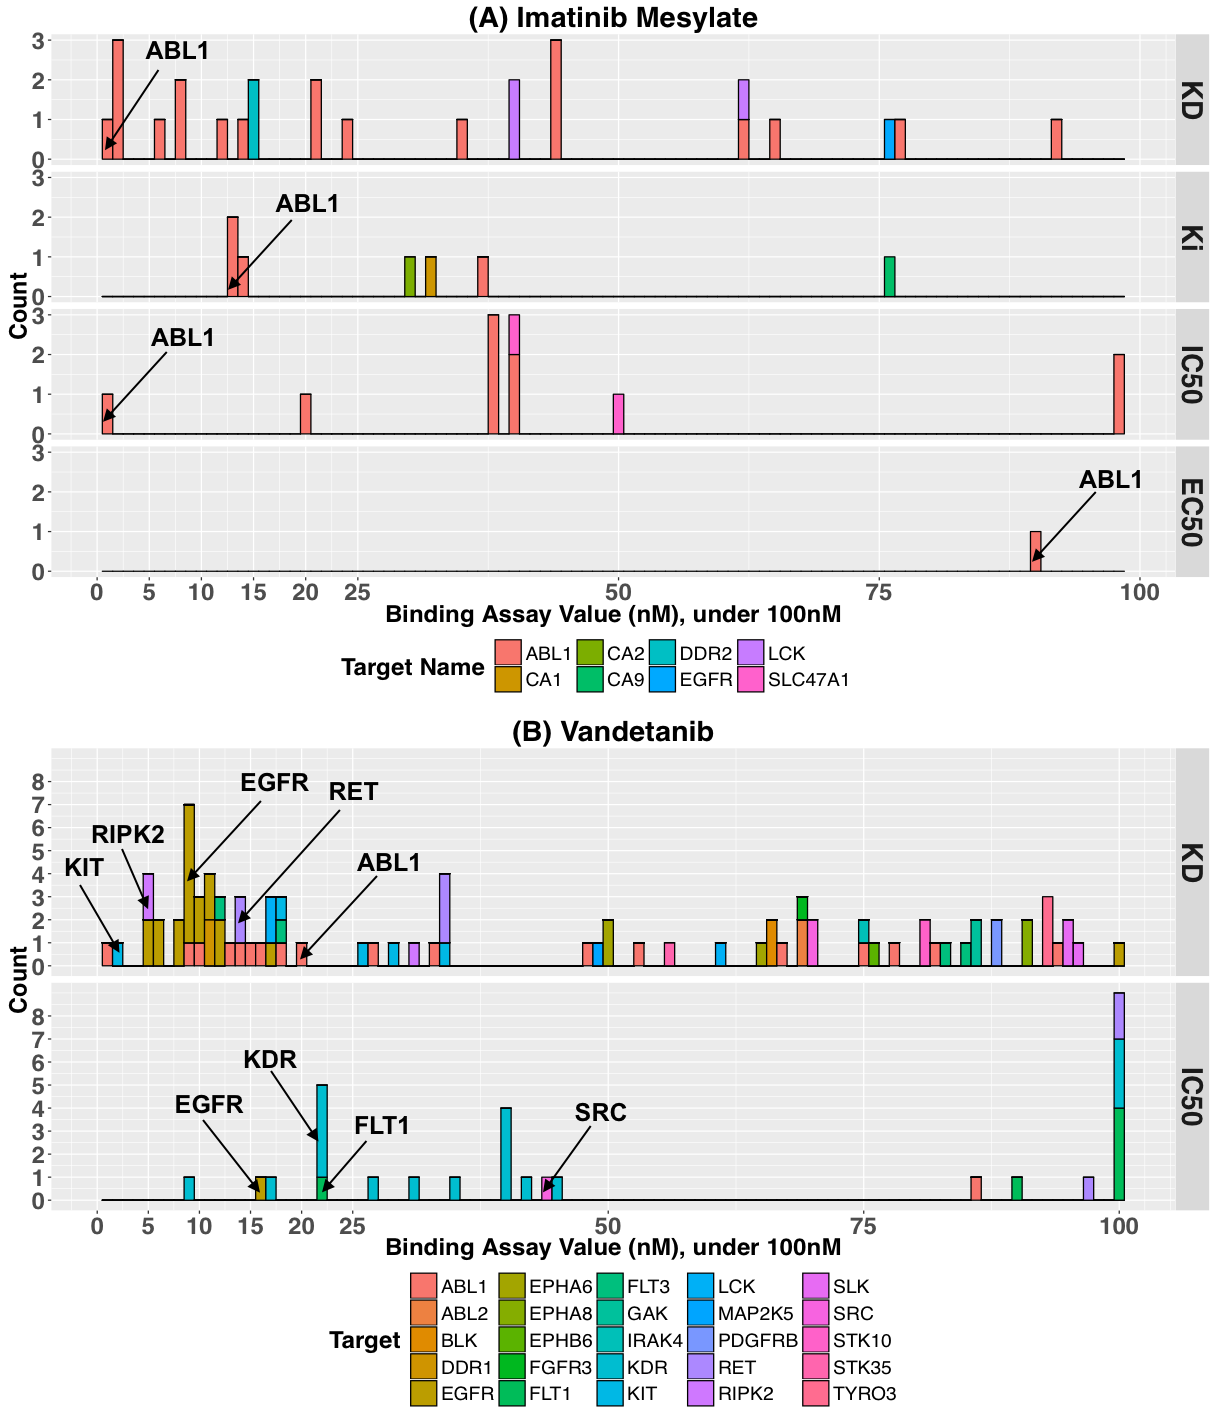 (A) Imatinib Mesylate
3
2
1
0
ABL1
KD
3
2
1
0
ABL1
Ki
Count
3
2
1
0
ABL1
IC50
3
2
1
0
ABL1
EC50
0 5 10 15 20 25 50 75 100
Binding Assay Value (nM), under 100nM
Target Name
ABL1 CA2 DDR2 LCK
CA1 CA9 EGFR SLC47A1
(B) Vandetanib
8
7
6
5
4
3
2
1
0
EGFR
RET
RIPK2
KIT
ABL1
KD
Count
8
7
6
5
4
3
2
1
0
KDR
EGFR
FLT1
SRC
IC50
0 5 10 15 20 25 50 75 100
Binding Assay Value (nM), under 100nM
Target
ABL1 EPHA6 FLT3 LCK SLK
ABL2 EPHA8 GAK MAP2K5 SRC
BLK EPHB6 IRAK4 PDGFRB STK10
DDR1 FGFR3 KDR RET STK35
EGFR FLT1 KIT RIPK2 TYRO3